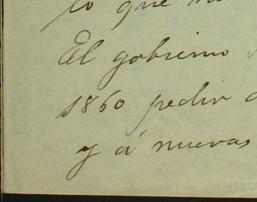 lo que
El gobierno
1860 pedir
y á nuevas